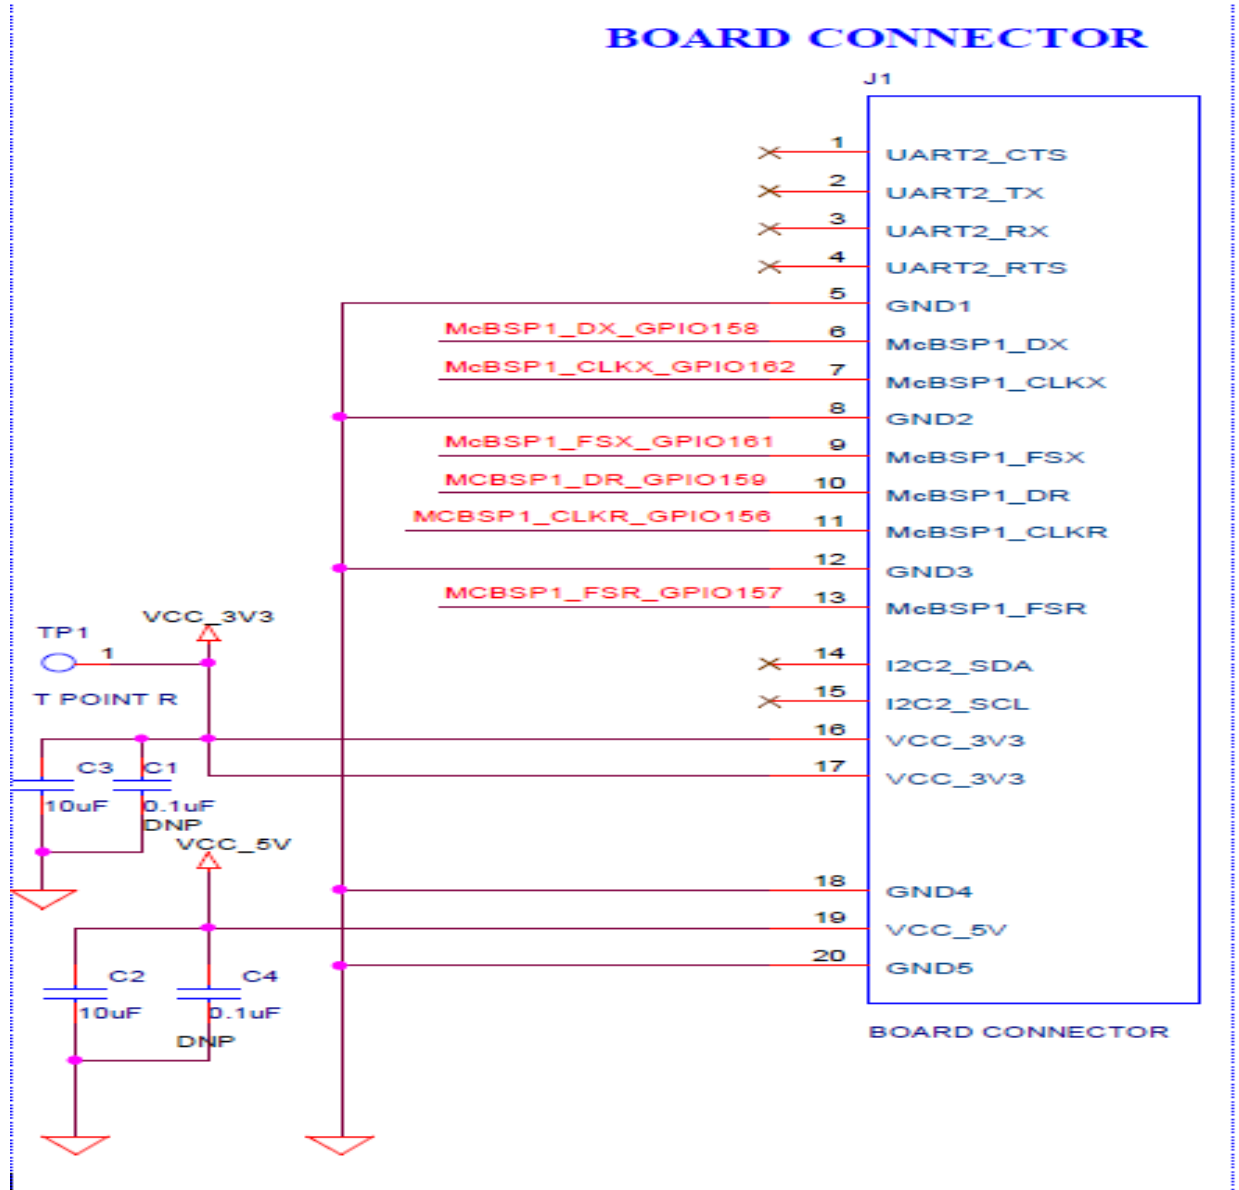 BOARD CONNECTOR
J1
1 UART2_CTS
2 UART2_TX
3 UART2_RX
4 UART2_RTS
5 GND1
McBSP1_DX_GPIO158 6 McBSP1_DX
McBSP1_CLKX_GPIO162 7 McBSP1_CLKX
8 GND2
McBSP1_FSX_GPIO161 9 McBSP1_FSX
MCBSP1_DR_GPIO159 10 McBSP1_DR
MCBSP1_CLKR_GPIO156 11 McBSP1_CLKR
12 GND3
MCBSP1_FSR_GPIO157 13 McBSP1_FSR
VCC_3V3
TP1
1
T POINT R
14 I2C2_SDA
15 I2C2_SCL
16 VCC_3V3
17 VCC_3V3
C3 C1
10uF 0.1uF
DNP
VCC_5V
18 GND4
19 VCC_5V
20 GND5
C2 C4
10uF 0.1uF
DNP
BOARD CONNECTOR